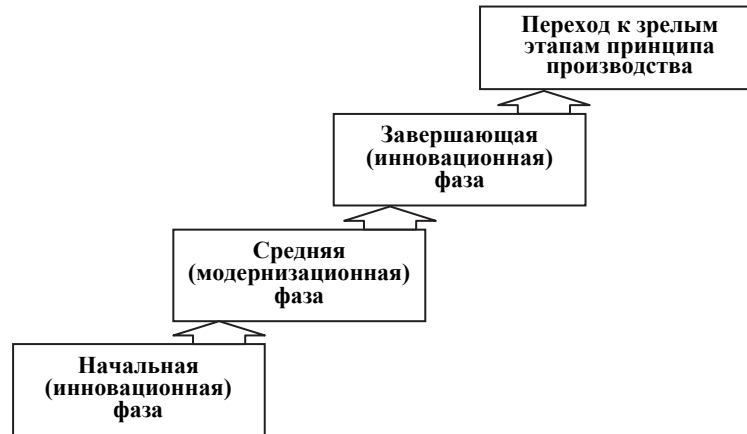 Переход к зрелым
этапам принципа
производства
Завершающая
(инновационная)
фаза
Средняя
(модернизационная)
фаза
Начальная
(инновационная)
фаза